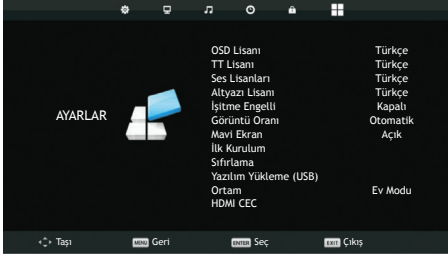 AYARLAR
OSD Lisanı Türkçe
TT Lisanı Türkçe
Ses Lisanları Türkçe
Altyazı Lisanı Türkçe
İşitme Engelli Kapalı
Görüntü Oranı Otomatik
Mavi Ekran Açık
İlk Kurulum
Sıfırlama
Yazılım Yükleme (USB)
Ortam Ev Modu
HDMI CEC
Taşı MENU Geri ENTER Seç EXIT Çıkış